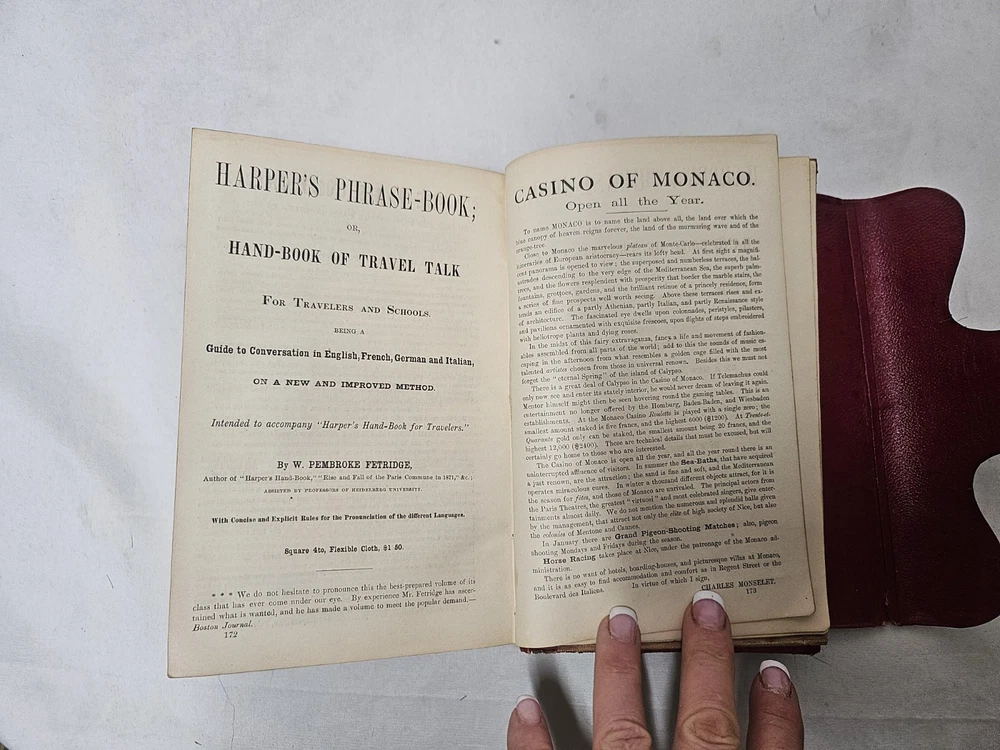 HARPER'S PHRASE-BOOK;
OR,
HAND-BOOK OF TRAVEL TALK
FOR TRAVELERS AND SCHOOLS.
BEING A
Guide to Conversation in English, French, German and Italian,
ON A NEW AND IMPROVED METHOD.
Intended to accompany "Harper's Hand-Book for Travelers."
By W. PEMBROKE FETRIDGE,
Author of "Harper's Hand-Book," "Rise and Fall of the Paris Commune in 1871," &c.;
ASSISTED BY PROFESSORS OF HEIDELBERG UNIVERSITY.
With Concise and Explicit Rules for the Pronunciation of the different Languages.
Square 4to, Flexible Cloth, $1 50.
* * * We do not hesitate to pronounce this the best-prepared volume of its
class that has ever come under our eye. By experience Mr. Fetridge has ascer-
tained what is wanted, and he has made a volume to meet the popular demand.—
Boston Journal.
172
CASINO OF MONACO.
Open all the Year.
To name MONACO is to name the land above all, the land over which the
blue canopy of heaven reigns forever, the land of the murmuring wave and of the
orange-tree.
Close to Monaco the marvelous plateau of Monte-Carlo—celebrated in all the
itineraries of European aristocracy—rears its lofty head. At first sight a magnifi-
cent panorama is opened to view; the superposed and numberless terraces, the bal-
ustrades descending to the very edge of the Mediterranean Sea, the superb palm-
trees, and the flowers resplendent with prosperity that border the marble stairs, the
fountains, grottoes, gardens, and the brilliant retinue of a princely residence, form
a series of fine prospects well worth seeing. Above these terraces rises and ex-
tends an edifice of a partly Athenian, partly Italian, and partly Renaissance style
of architecture. The fascinated eye dwells upon colonnades, peristyles, pilasters,
and pavilions ornamented with exquisite frescoes, upon flights of steps embroidered
with heliotrope plants and dying roses.
In the midst of this fairy extravaganza, fancy a life and movement of fashion-
ables assembled from all parts of the world; add to this the sounds of music es-
caping in the afternoon from what resembles a golden cage filled with the most
talented artistes chosen from those in universal renown. Besides this we must not
forget the "eternal Spring" of the island of Calypso.
There is a great deal of Calypso in the Casino of Monaco. If Telemachus could
only now see and enter its stately interior, he would never dream of leaving it again.
Mentor himself might then be seen hovering round the gaming tables. This is an
entertainment no longer offered by the Homburg, Baden-Baden, and Wiesbaden
establishments. At the Monaco Casino Roulette is played with a single zero; the
smallest amount staked is five francs, and the highest 6000 ($1200). At Trente-et-
Quarante gold only can be staked, the smallest amount being 20 francs, and the
highest 12,000 ($2400). These are technical details that must be excused, but will
certainly go home to those who are interested.
The Casino of Monaco is open all the year, and all the year round there is an
uninterrupted affluence of visitors. In summer the Sea-Baths, that have acquired
a just renown, are the attraction; the sand is fine and soft, and the Mediterranean
operates miraculous cures. In winter a thousand different objects attract, for it is
the season for fêtes, and those of Monaco are unrivaled. The principal actors from
the Paris Theatres, the greatest "virtuosi" and most celebrated singers, give enter-
tainments almost daily. We do not mention the numerous and splendid balls given
by the management, that attract not only the élite of high society of Nice, but also
the colonies of Mentone and Cannes.
In January there are Grand Pigeon-Shooting Matches; also, pigeon
shooting Mondays and Fridays during the season.
Horse Racing takes place at Nice, under the patronage of the Monaco ad-
ministration.
There is no want of hotels, boarding-houses, and picturesque villas at Monaco,
and it is as easy to find accommodation and comfort as in Regent Street or the
Boulevard des Italiens. In virtue of which I sign,
CHARLES MONSELET.
173